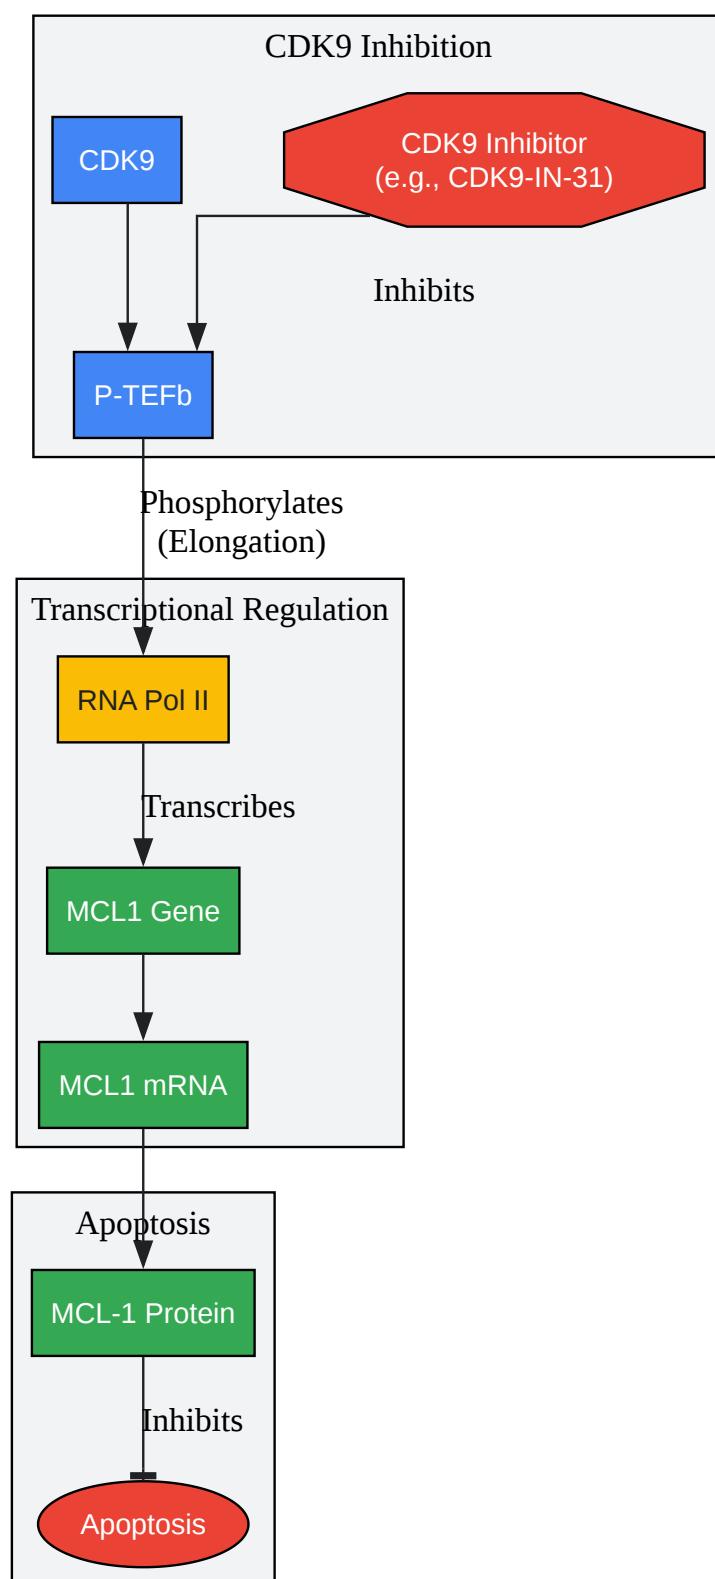 CDK9 Inhibition
CDK9
CDK9 Inhibitor
(e.g., CDK9-IN-31)
Inhibits
P-TEFb
Phosphorylates
(Elongation)
Transcriptional Regulation
RNA Pol II
Transcribes
MCL1 Gene
MCL1 mRNA
Apoptosis
MCL-1 Protein
Inhibits
Apoptosis